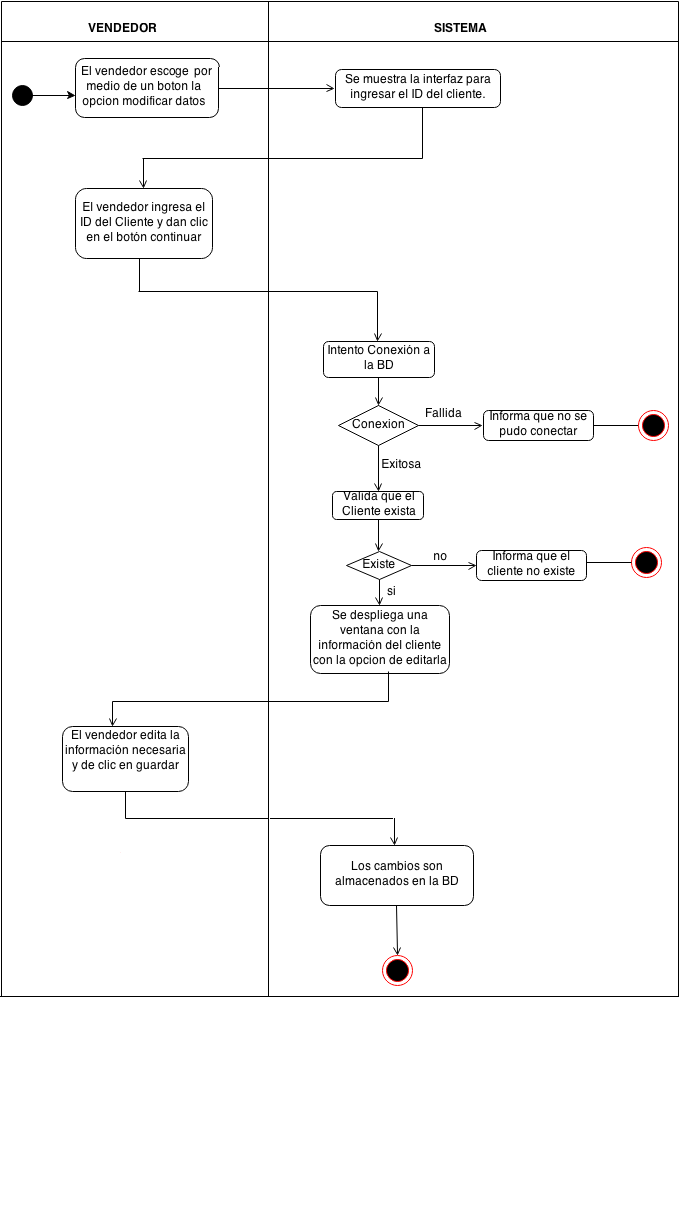 VENDEDOR
SISTEMA
El vendedor escoge por
medio de un boton la
opcion modificar datos
Se muestra la interfaz para
ingresar el ID del cliente.
El vendedor ingresa el
ID del Cliente y dan clic
en el botón continuar
Intento Conexión a
la BD
Conexion
Fallida
Informa que no se
pudo conectar
Exitosa
Valida que el
Cliente exista
Existe
no
Informa que el
cliente no existe
si
Se despliega una
ventana con la
información del cliente
con la opcion de editarla
El vendedor edita la
información necesaria
y de clic en guardar
Los cambios son
almacenados en la BD